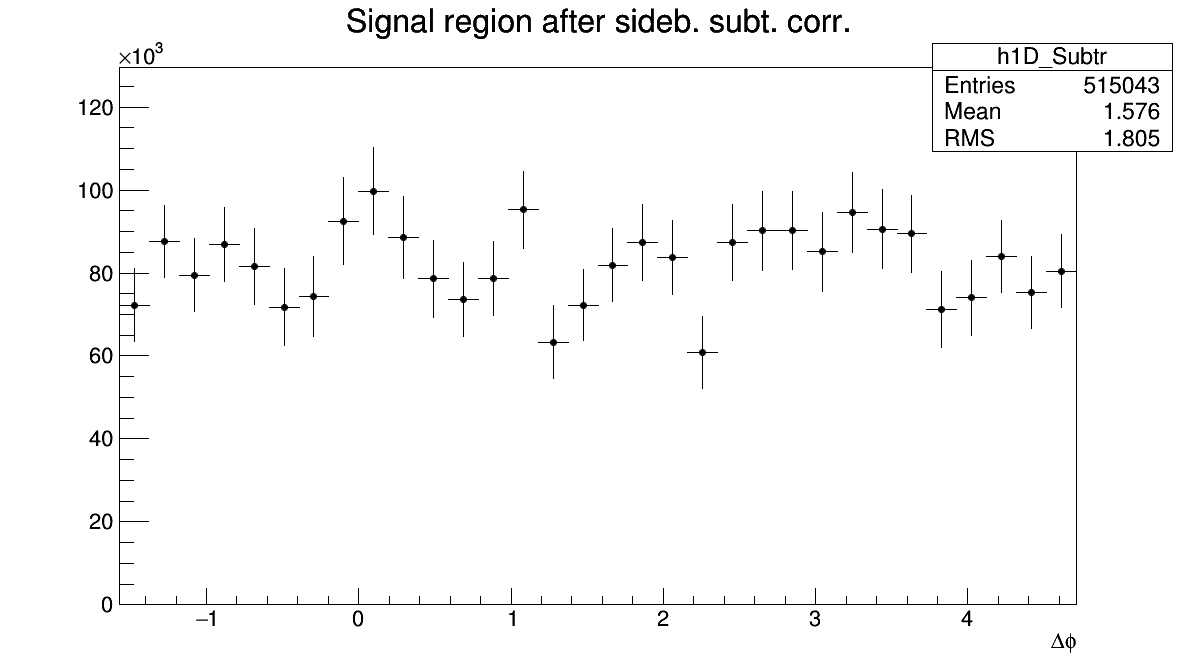 Signal region after sideb. subt. corr.
×10³
h1D_Subtr
Entries 515043
Mean 1.576
RMS 1.805
120
100
80
60
40
20
0
−1 0 1 2 3 4
Δϕ